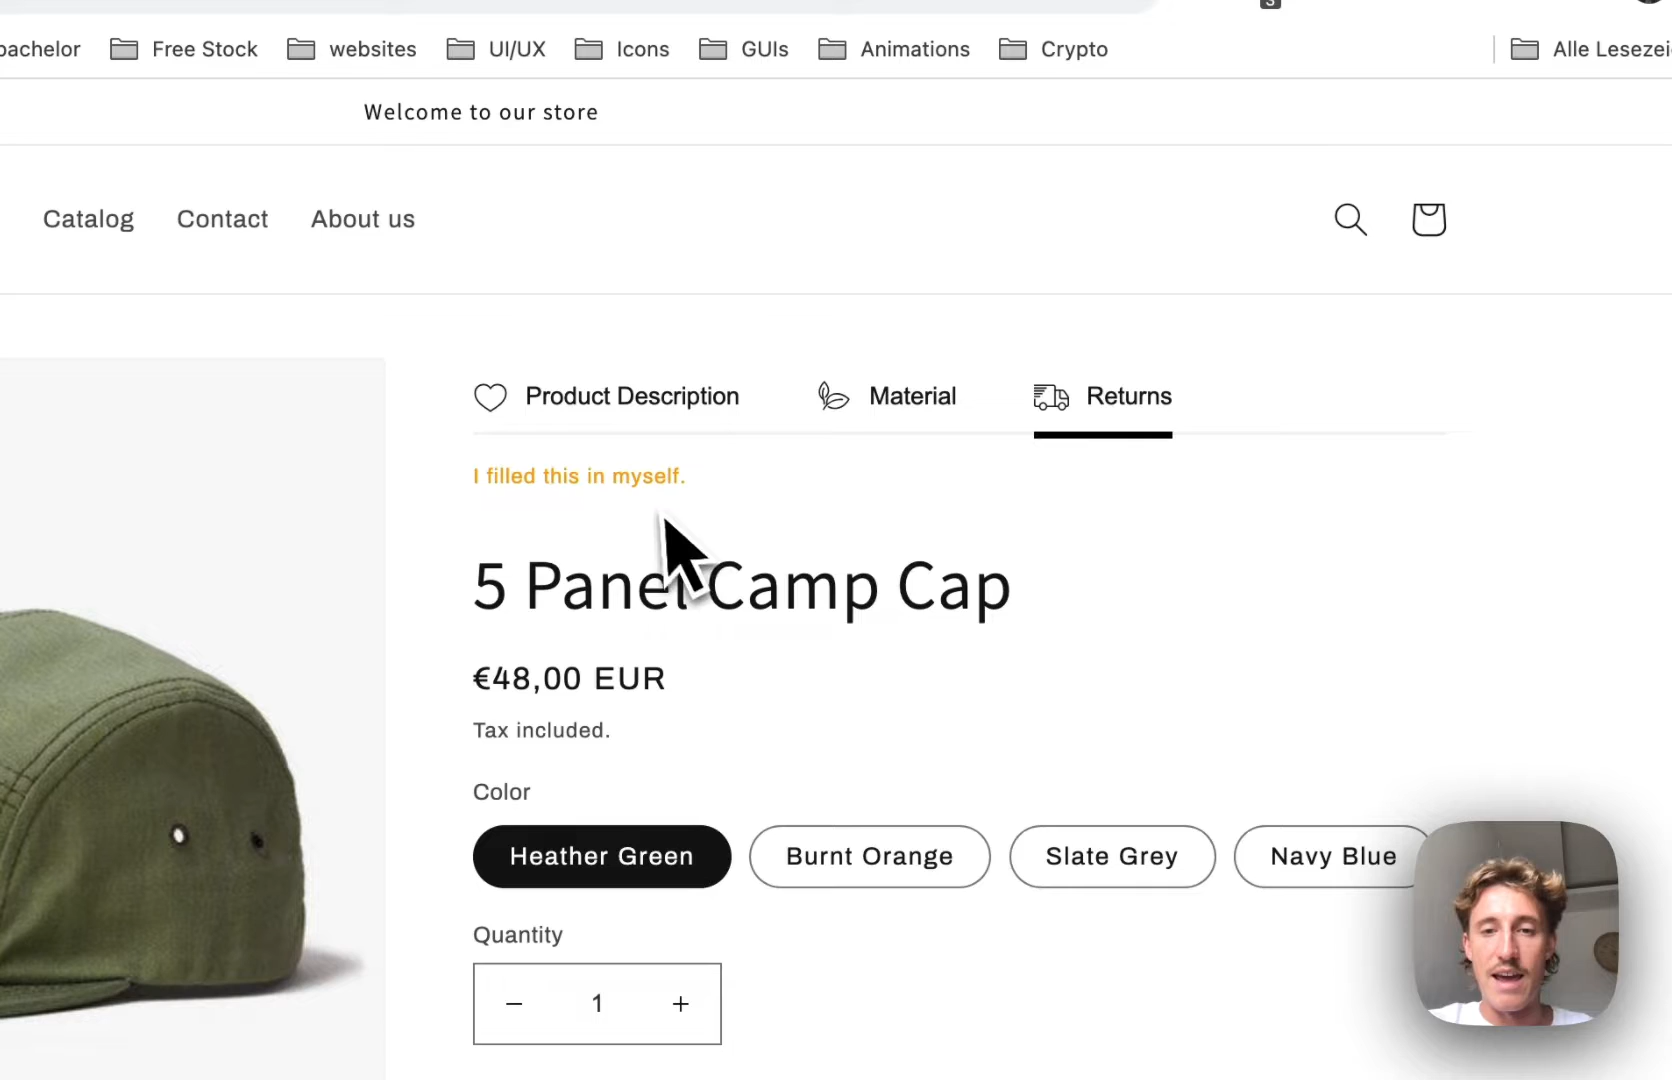 bachelor Free Stock websites UI/UX Icons GUIs Animations Crypto Alle Lesezei
Welcome to our store
Catalog Contact About us
Product Description Material Returns
I filled this in myself.
5 Panel Camp Cap
€48,00 EUR
Tax included.
Color
Heather Green Burnt Orange Slate Grey Navy Blue
Quantity
− 1 +